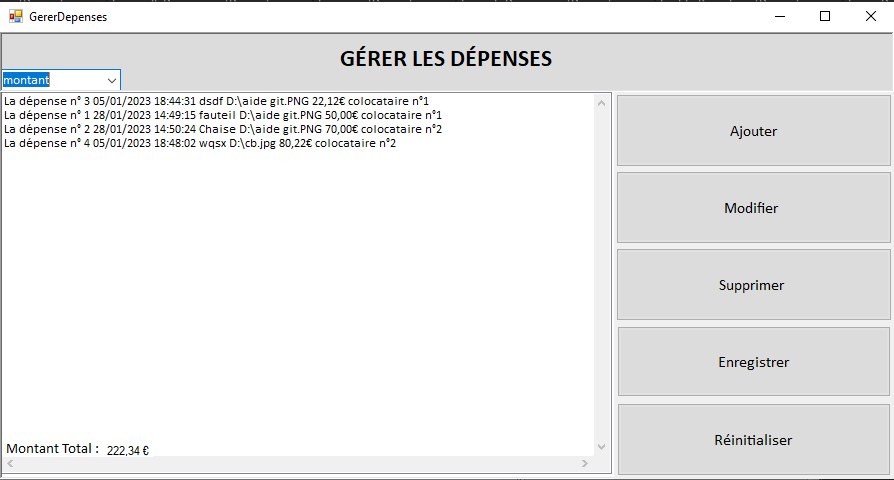 GererDepenses
GÉRER LES DÉPENSES
montant
La dépense n° 3 05/01/2023 18:44:31 dsdf D:\aide git.PNG 22,12€ colocataire n°1
La dépense n° 1 28/01/2023 14:49:15 fauteil D:\aide git.PNG 50,00€ colocataire n°1
La dépense n° 2 28/01/2023 14:50:24 Chaise D:\aide git.PNG 70,00€ colocataire n°2
La dépense n° 4 05/01/2023 18:48:02 wqsx D:\cb.jpg 80,22€ colocataire n°2
Montant Total : 222,34 €
Ajouter
Modifier
Supprimer
Enregistrer
Réinitialiser